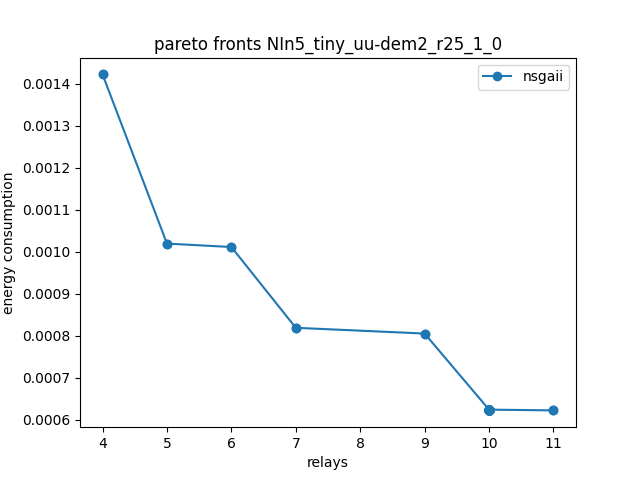 pareto fronts NIn5_tiny_uu-dem2_r25_1_0
nsgaii
energy consumption
0.0014
0.0013
0.0012
0.0011
0.0010
0.0009
0.0008
0.0007
0.0006
4 5 6 7 8 9 10 11
relays